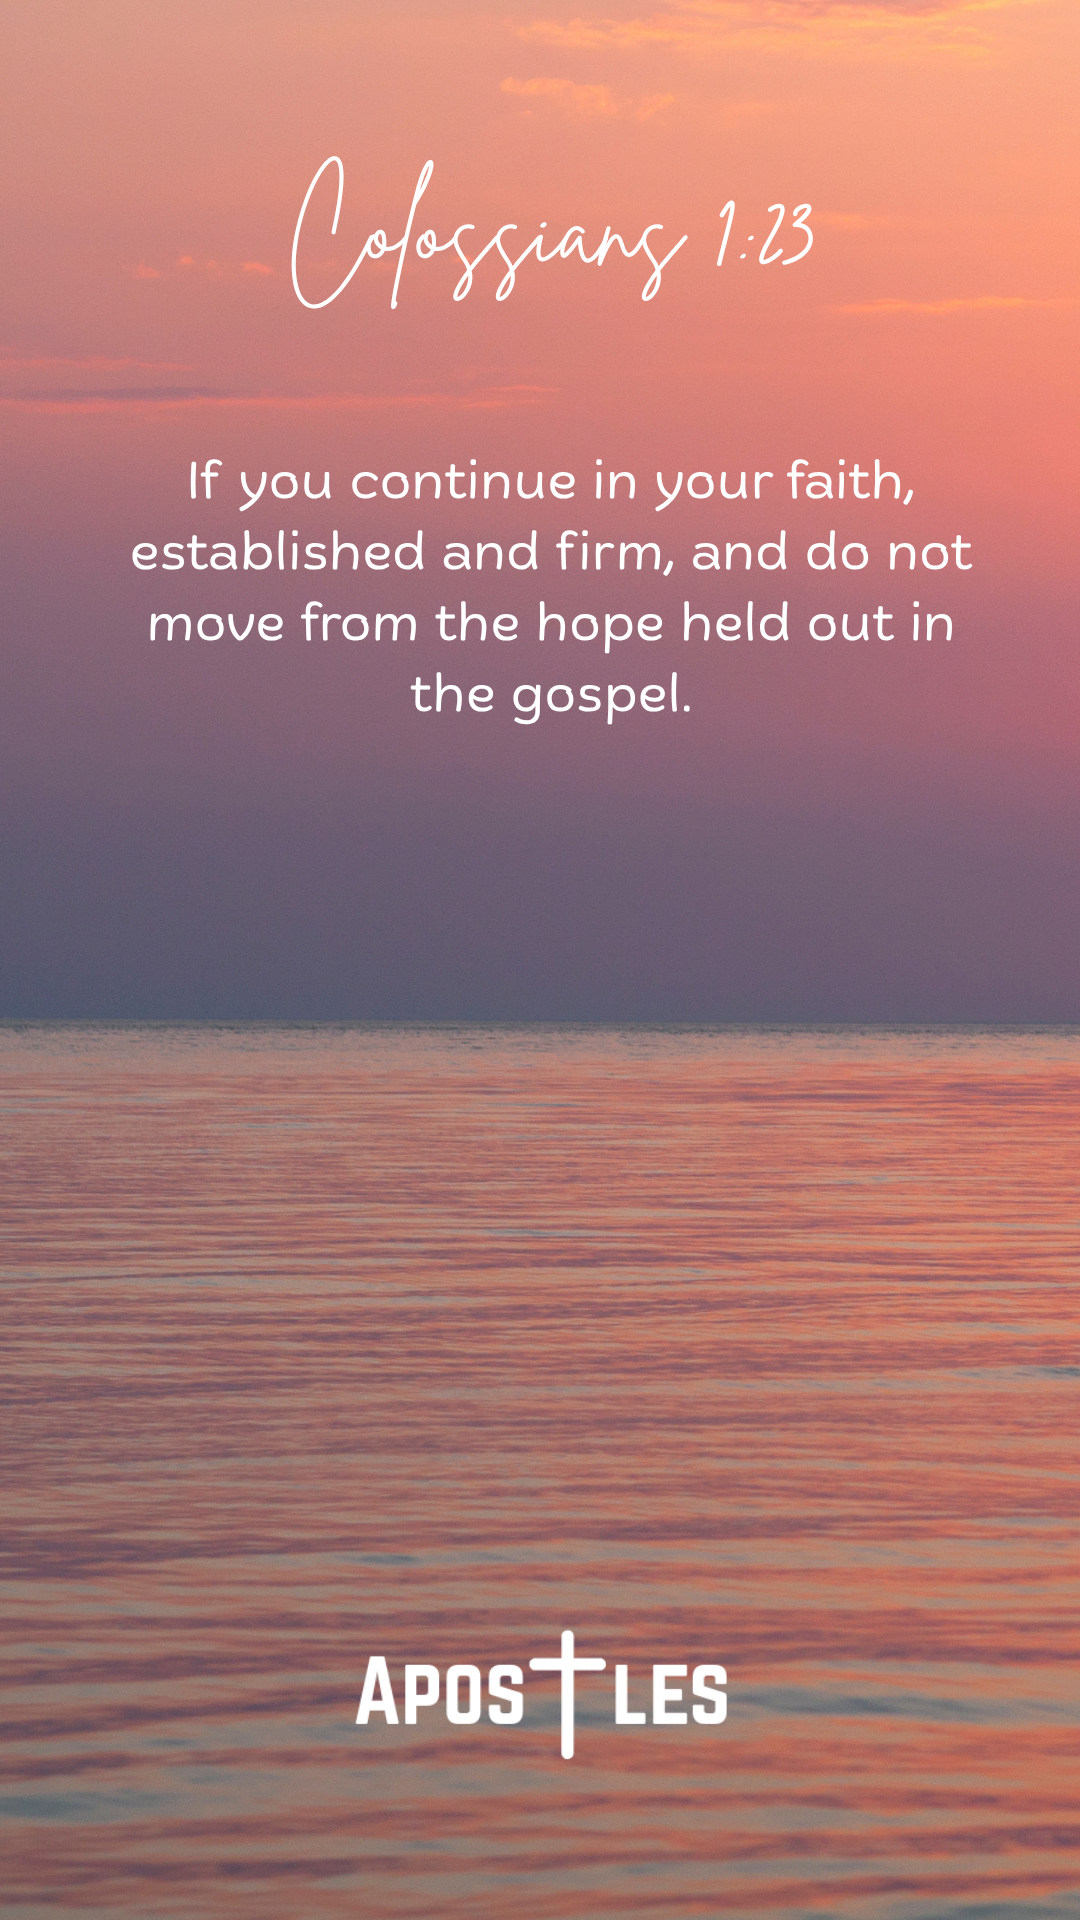 Colossians 1:23
If you continue in your faith,
established and firm, and do not
move from the hope held out in
the gospel.
APOSTLES